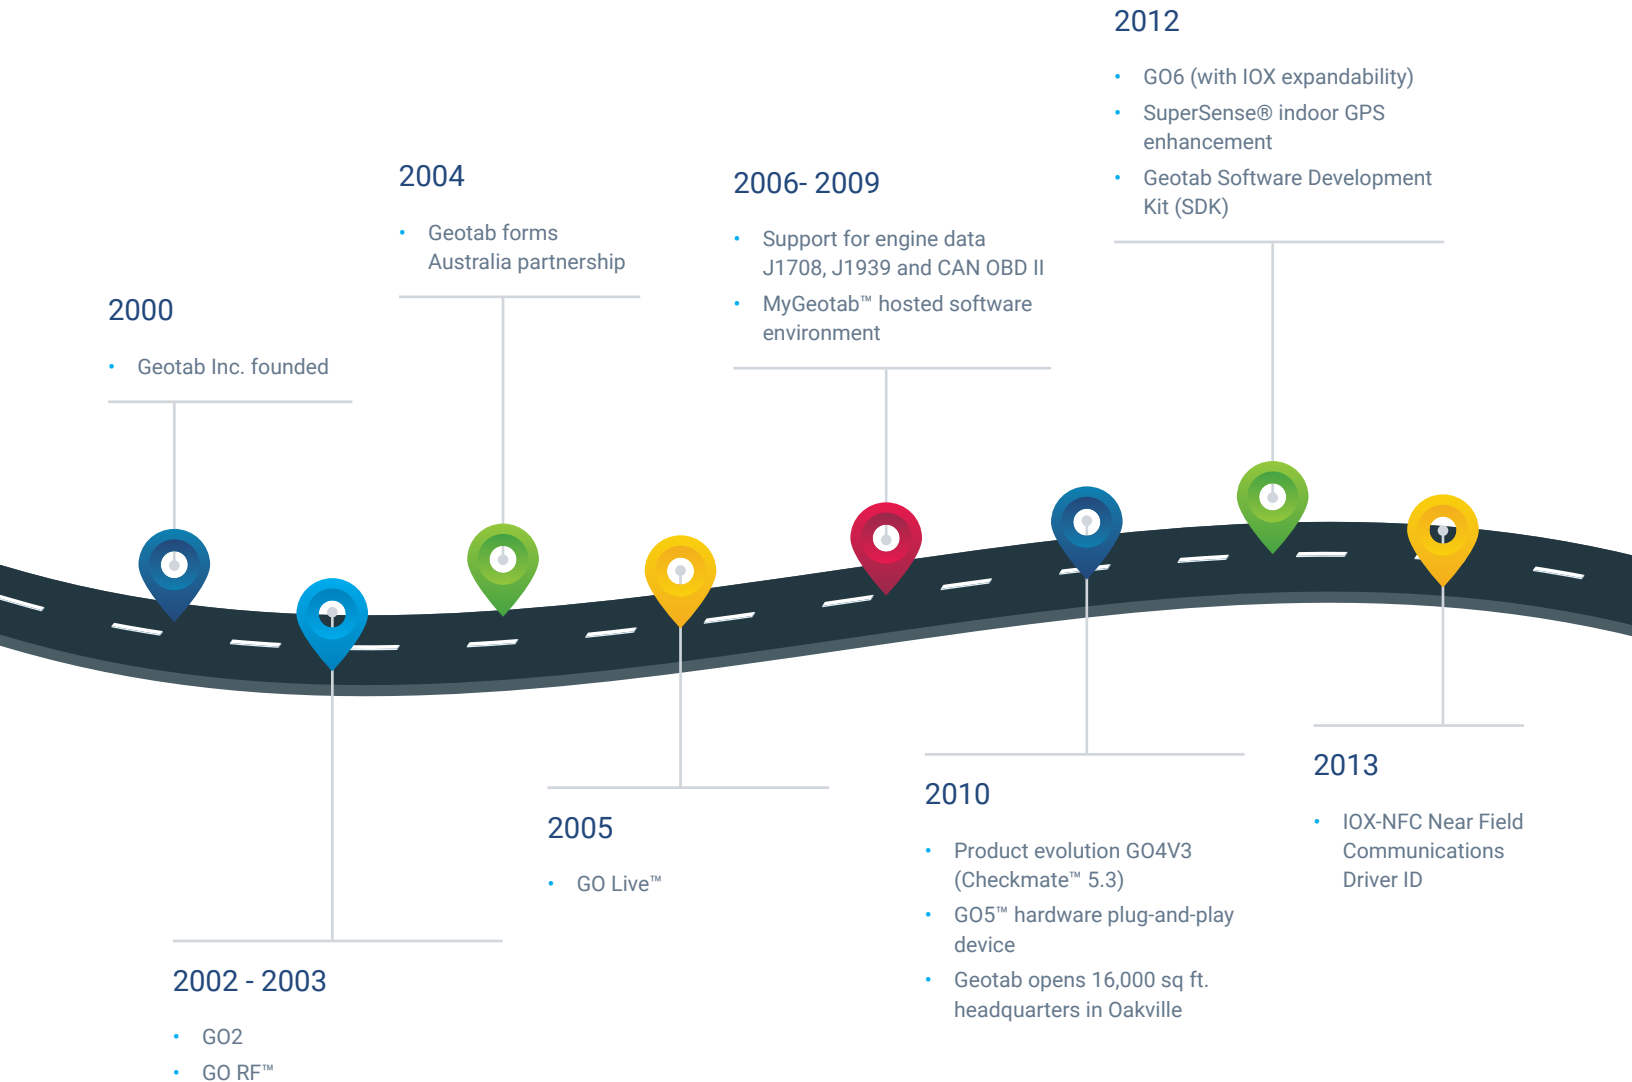 2000
• Geotab Inc. founded
2002 - 2003
• GO2
• GO RF™
2004
• Geotab forms
Australia partnership
2005
• GO Live™
2006- 2009
• Support for engine data
J1708, J1939 and CAN OBD II
• MyGeotab™ hosted software
environment
2010
• Product evolution GO4V3
(Checkmate™ 5.3)
• GO5™ hardware plug-and-play
device
• Geotab opens 16,000 sq ft.
headquarters in Oakville
2012
• GO6 (with IOX expandability)
• SuperSense® indoor GPS
enhancement
• Geotab Software Development
Kit (SDK)
2013
• IOX-NFC Near Field
Communications
Driver ID